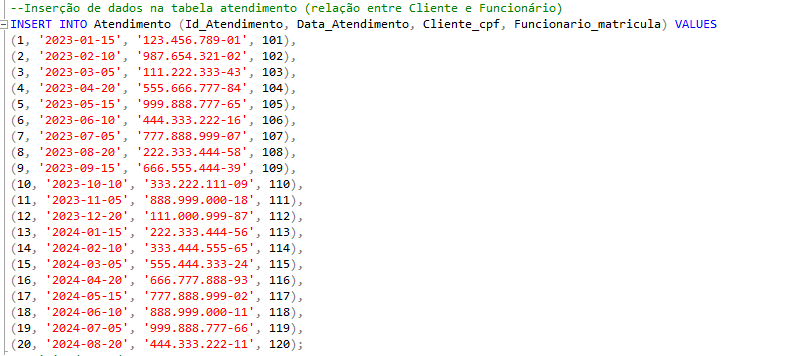 --Inserção de dados na tabela atendimento (relação entre Cliente e Funcionário)
INSERT INTO Atendimento (Id_Atendimento, Data_Atendimento, Cliente_cpf, Funcionario_matricula) VALUES
(1, '2023-01-15', '123.456.789-01', 101),
(2, '2023-02-10', '987.654.321-02', 102),
(3, '2023-03-05', '111.222.333-43', 103),
(4, '2023-04-20', '555.666.777-84', 104),
(5, '2023-05-15', '999.888.777-65', 105),
(6, '2023-06-10', '444.333.222-16', 106),
(7, '2023-07-05', '777.888.999-07', 107),
(8, '2023-08-20', '222.333.444-58', 108),
(9, '2023-09-15', '666.555.444-39', 109),
(10, '2023-10-10', '333.222.111-09', 110),
(11, '2023-11-05', '888.999.000-18', 111),
(12, '2023-12-20', '111.000.999-87', 112),
(13, '2024-01-15', '222.333.444-56', 113),
(14, '2024-02-10', '333.444.555-65', 114),
(15, '2024-03-05', '555.444.333-24', 115),
(16, '2024-04-20', '666.777.888-93', 116),
(17, '2024-05-15', '777.888.999-02', 117),
(18, '2024-06-10', '888.999.000-11', 118),
(19, '2024-07-05', '999.888.777-66', 119),
(20, '2024-08-20', '444.333.222-11', 120);